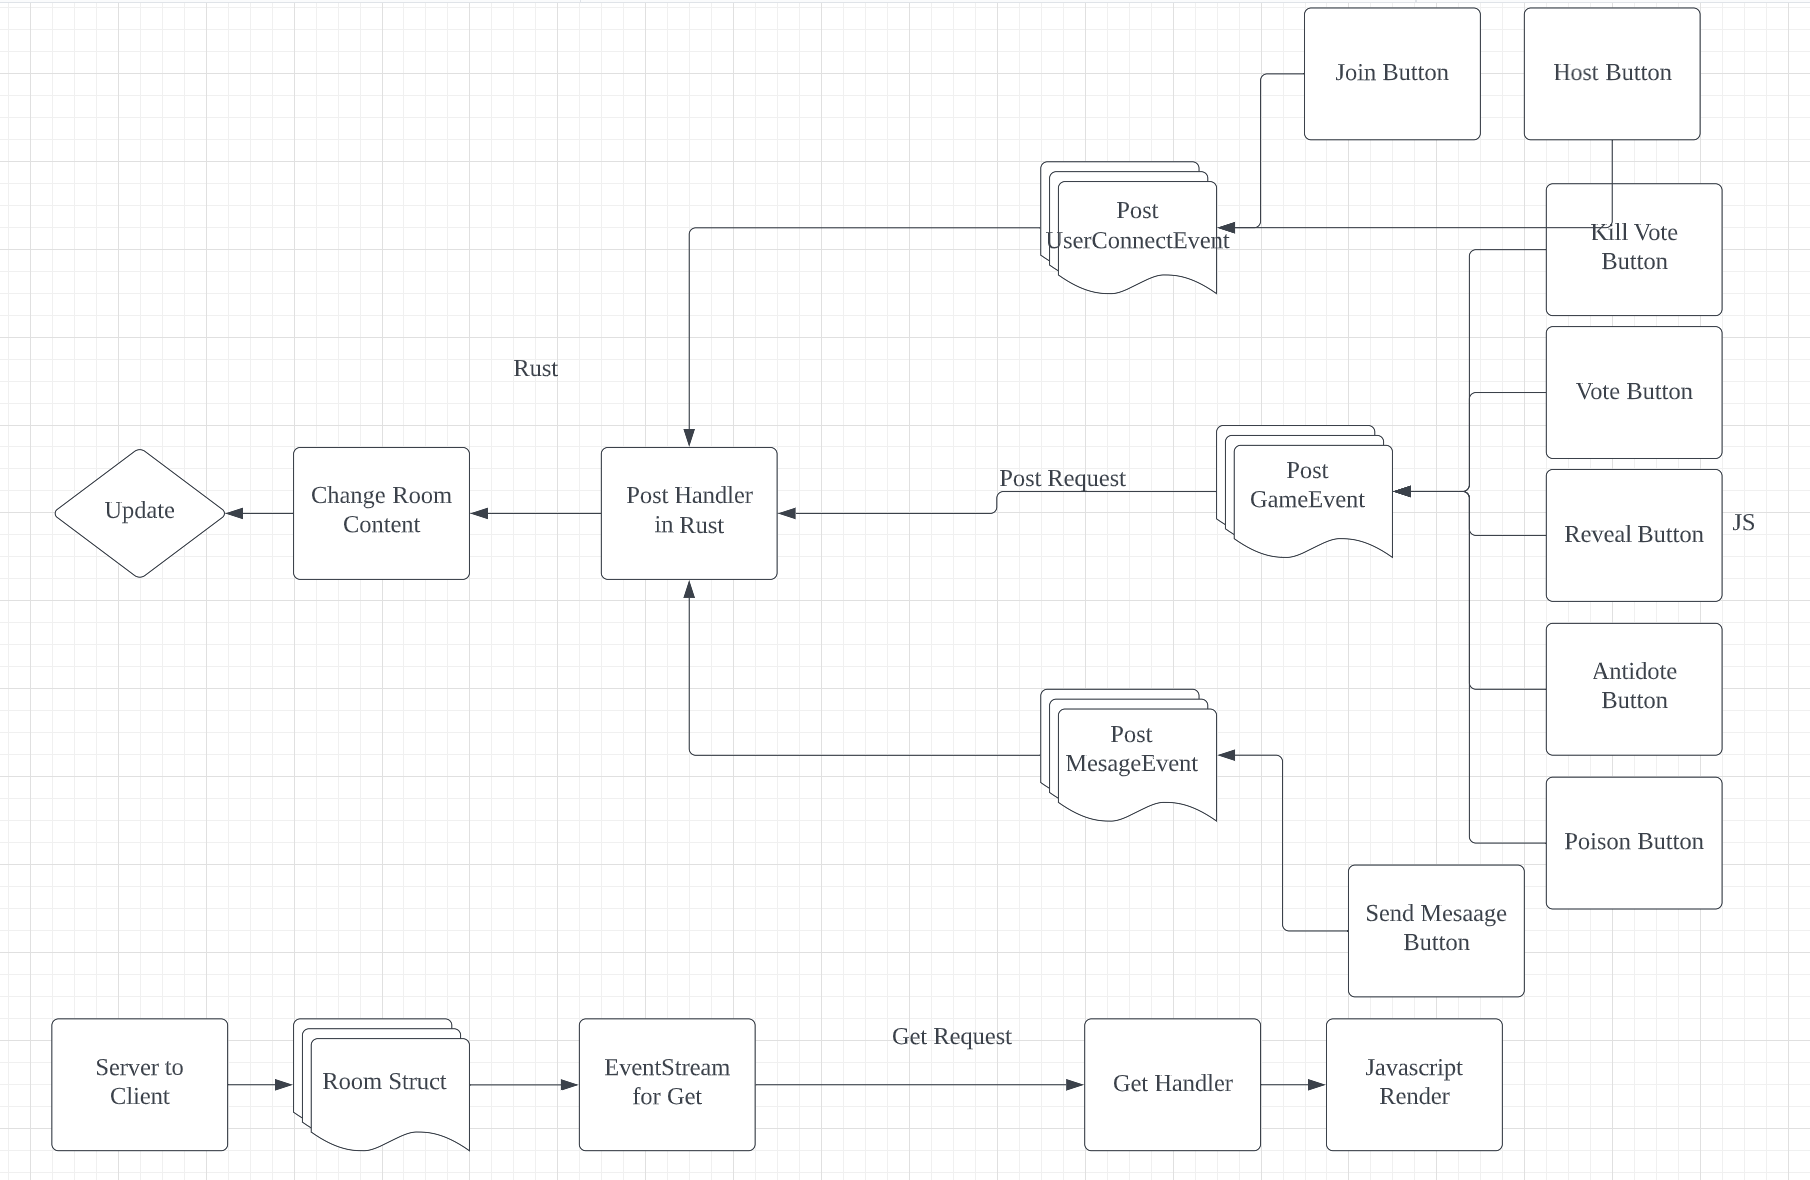 Join Button
Host Button
Post
UserConnectEvent
Kill Vote
Button
Rust
Vote Button
Post Request
Post
GameEvent
Update
Change Room
Content
Post Handler
in Rust
Reveal Button
JS
Antidote
Button
Post
MesageEvent
Poison Button
Send Mesaage
Button
Get Request
Server to
Client
Room Struct
EventStream
for Get
Get Handler
Javascript
Render